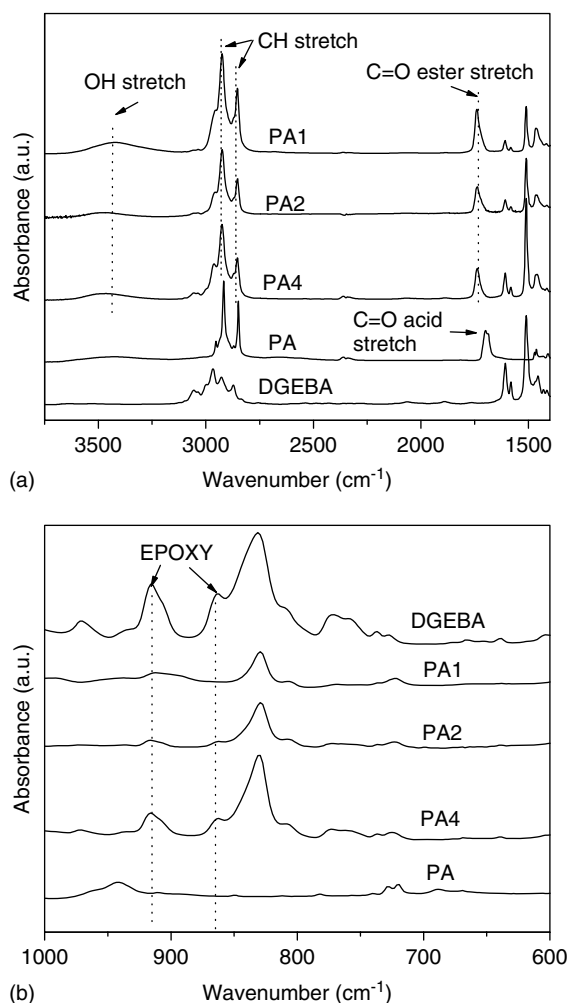 CH stretch
C=O ester stretch
OH stretch
PA1
PA2
PA4
C=O acid
stretch
PA
DGEBA
Absorbance (a.u.)
3500 3000 2500 2000 1500
Wavenumber (cm⁻¹)
(a)
EPOXY
DGEBA
PA1
PA2
PA4
PA
Absorbance (a.u.)
1000 900 800 700 600
Wavenumber (cm⁻¹)
(b)